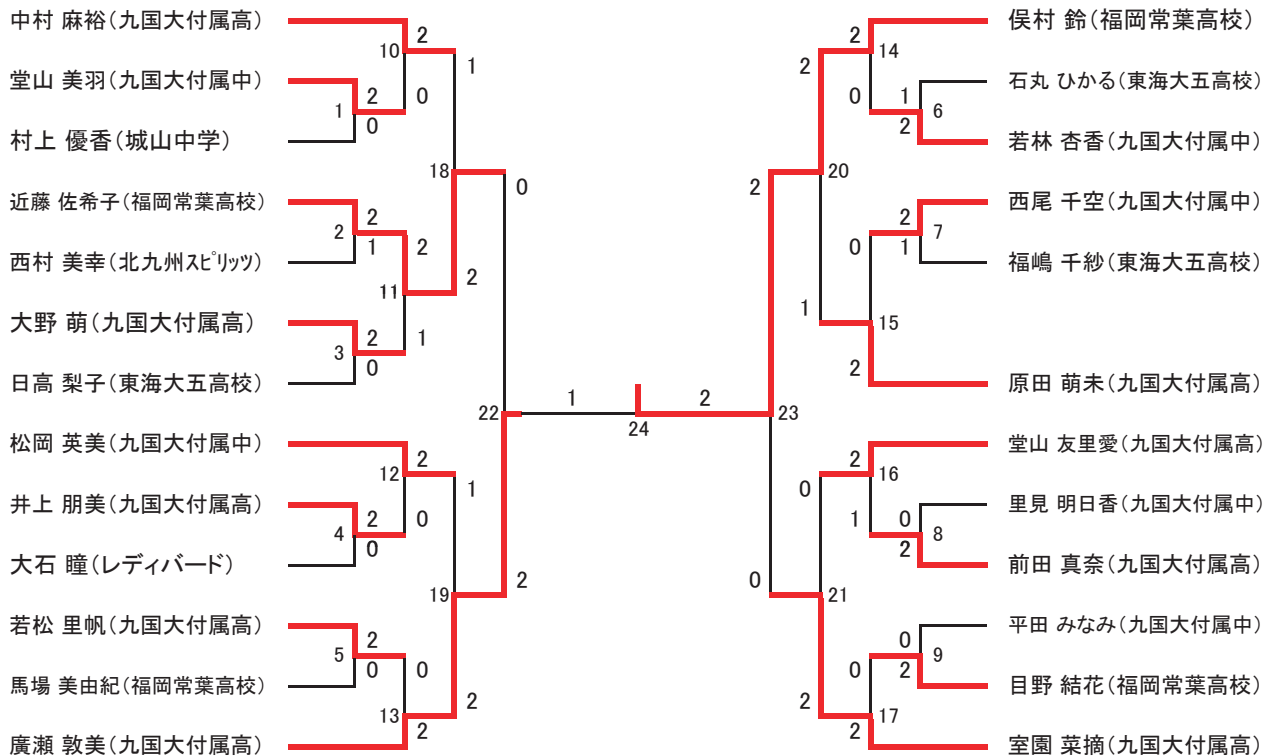 中村 麻裕(九国大付属高)
堂山 美羽(九国大付属中)
村上 優香(城山中学)
近藤 佐希子(福岡常葉高校)
西村 美幸(北九州スピリッツ)
大野 萌(九国大付属高)
日高 梨子(東海大五高校)
松岡 英美(九国大付属中)
井上 朋美(九国大付属高)
大石 瞳(レディバード)
若松 里帆(九国大付属高)
馬場 美由紀(福岡常葉高校)
廣瀬 敦美(九国大付属高)
1
2
0
2
2
1
3
2
0
4
2
0
5
2
0
10
2
0
11
2
1
12
2
0
13
0
2
18
1
2
19
1
2
22
0
2
1
24
2
23
2
0
20
2
1
21
0
2
14
2
0
15
0
2
16
2
1
17
0
2
1
2
6
2
1
7
0
2
8
0
2
9
俣村 鈴(福岡常葉高校)
石丸 ひかる(東海大五高校)
若林 杏香(九国大付属中)
西尾 千空(九国大付属中)
福嶋 千紗(東海大五高校)
原田 萌未(九国大付属高)
堂山 友里愛(九国大付属高)
里見 明日香(九国大付属中)
前田 真奈(九国大付属高)
平田 みなみ(九国大付属中)
目野 結花(福岡常葉高校)
室園 菜摘(九国大付属高)